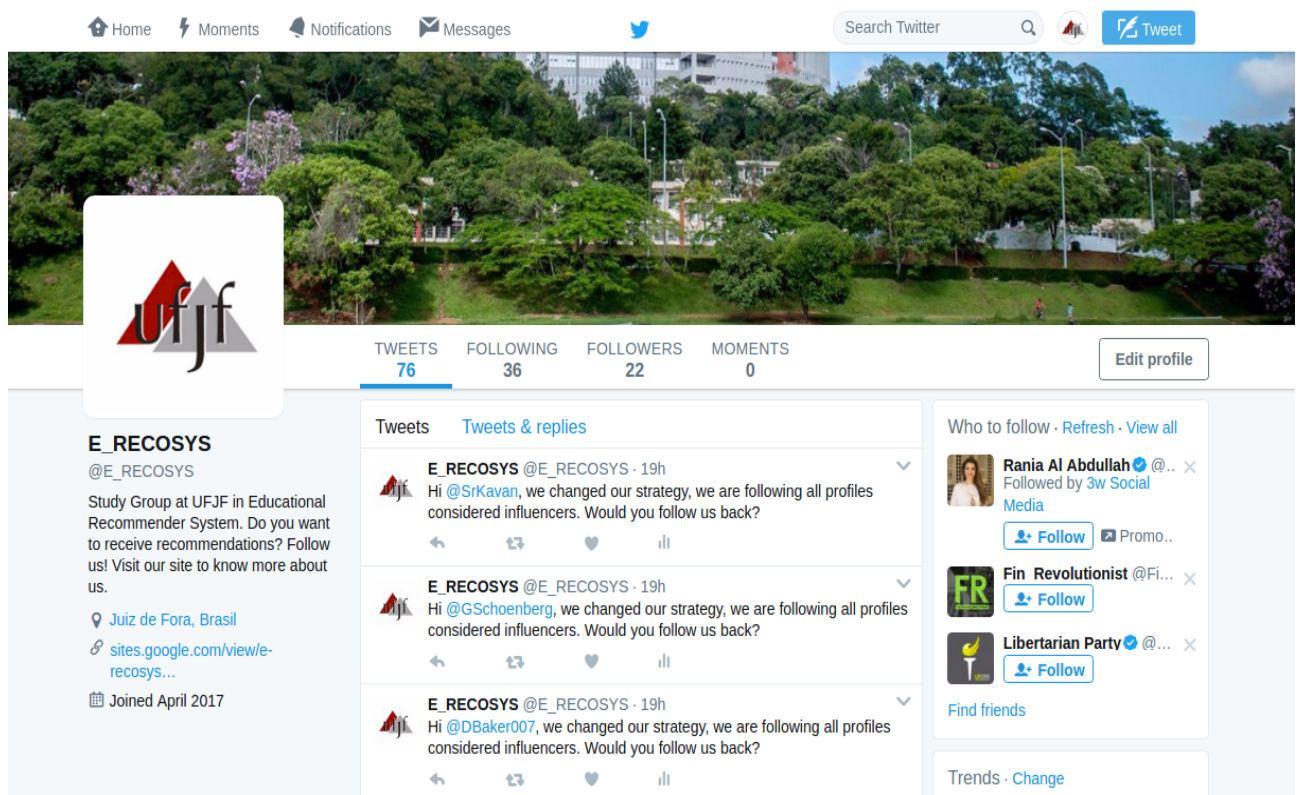 Home Moments Notifications Messages Search Twitter Tweet
ufjf
TWEETS FOLLOWING FOLLOWERS MOMENTS
76 36 22 0
Edit profile
E_RECOSYS
@E_RECOSYS
Study Group at UFJF in Educational
Recommender System. Do you want
to receive recommendations? Follow
us! Visit our site to know more about
us.
Juiz de Fora, Brasil
sites.google.com/view/e-
recosys...
Joined April 2017
Tweets Tweets & replies
E_RECOSYS @E_RECOSYS · 19h
Hi @SrKavan, we changed our strategy, we are following all profiles
considered influencers. Would you follow us back?
E_RECOSYS @E_RECOSYS · 19h
Hi @GSchoenberg, we changed our strategy, we are following all profiles
considered influencers. Would you follow us back?
E_RECOSYS @E_RECOSYS · 19h
Hi @DBaker007, we changed our strategy, we are following all profiles
considered influencers. Would you follow us back?
Who to follow · Refresh · View all
Rania Al Abdullah @..
Followed by 3w Social
Media
Follow Promo..
FR
Fin_Revolutionist @Fi...
Follow
Libertarian Party @...
Follow
Find friends
Trends · Change